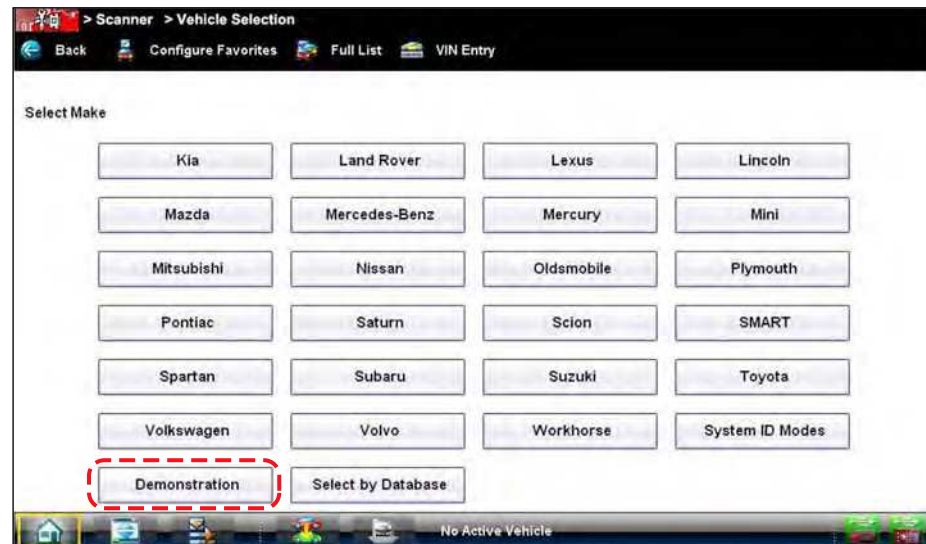 > Scanner > Vehicle Selection
Back Configure Favorites Full List VIN Entry
Select Make
Kia Land Rover Lexus Lincoln
Mazda Mercedes-Benz Mercury Mini
Mitsubishi Nissan Oldsmobile Plymouth
Pontiac Saturn Scion SMART
Spartan Subaru Suzuki Toyota
Volkswagen Volvo Workhorse System ID Modes
Demonstration Select by Database
No Active Vehicle